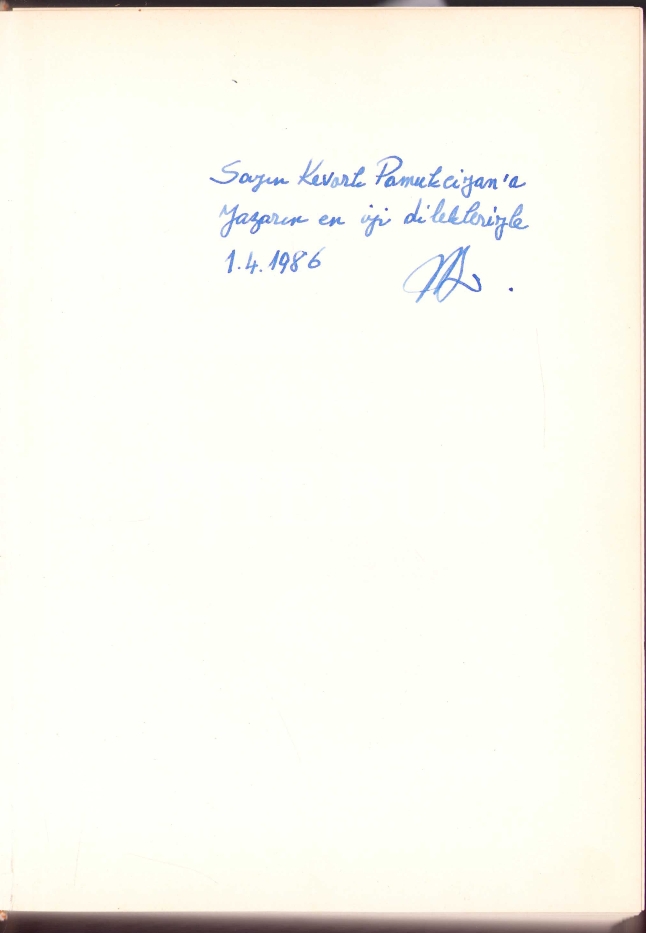 Sayın Kevork Pamukciyan'a
Yazarın en iyi dilekleriyle
1.4.1986